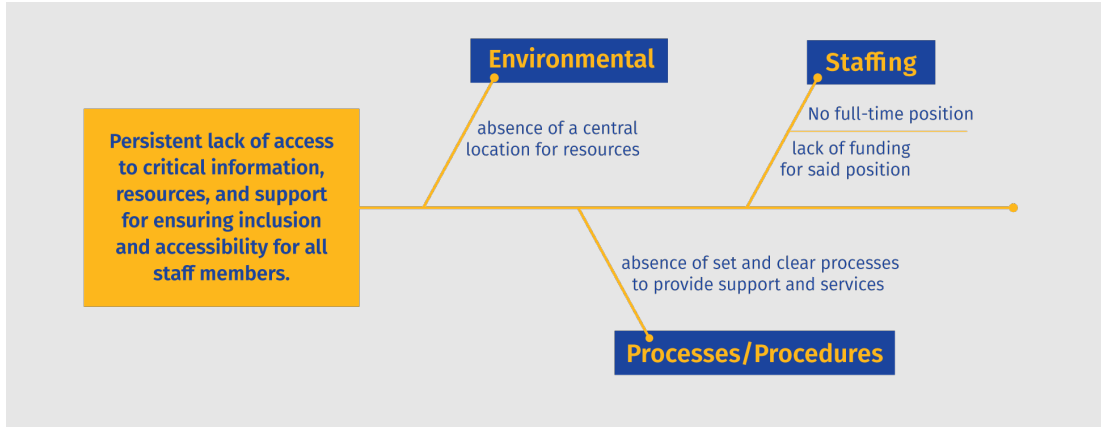 Environmental
Staffing
Persistent lack of access
to critical information,
resources, and support
for ensuring inclusion
and accessibility for all
staff members.
absence of a central
location for resources
No full-time position
lack of funding
for said position
absence of set and clear processes
to provide support and services
Processes/Procedures